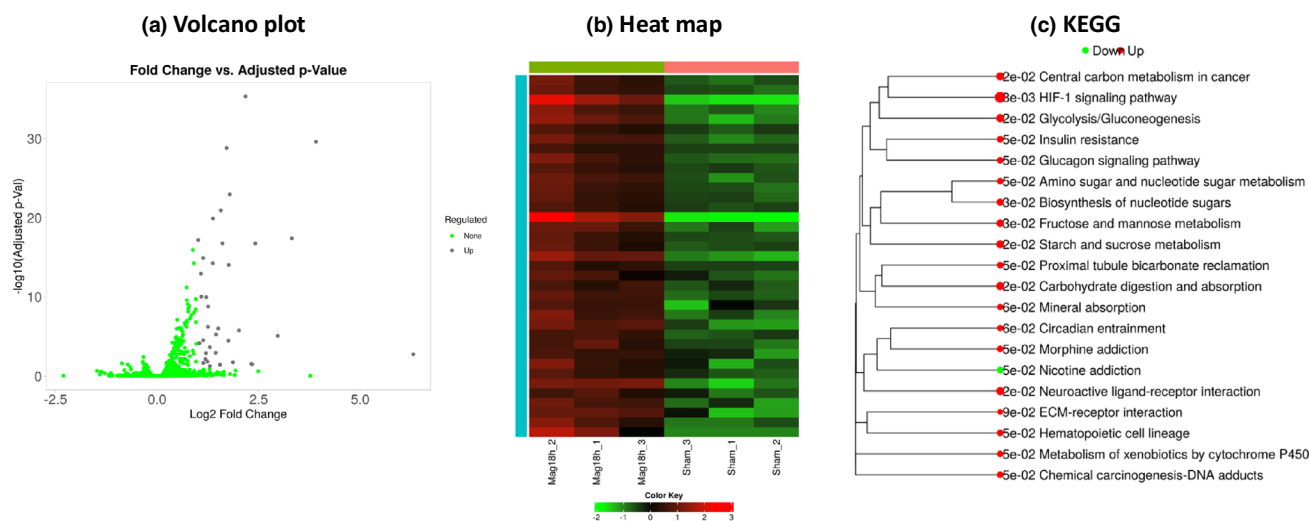 (a) Volcano plot
Fold Change vs. Adjusted p-Value
-log10(Adjusted p-Val)
30
20
10
0
-2.5
0.0
2.5
5.0
Log2 Fold Change
Regulated
None
Up
(b) Heat map
Mag18h_2
Mag18h_1
Mag18h_3
Sham_3
Sham_1
Sham_2
Color Key
-2
-1
0
1
2
3
(c) KEGG
Down Up
2e-02 Central carbon metabolism in cancer
3e-03 HIF-1 signaling pathway
2e-02 Glycolysis/Gluconeogenesis
5e-02 Insulin resistance
5e-02 Glucagon signaling pathway
5e-02 Amino sugar and nucleotide sugar metabolism
3e-02 Biosynthesis of nucleotide sugars
3e-02 Fructose and mannose metabolism
2e-02 Starch and sucrose metabolism
5e-02 Proximal tubule bicarbonate reclamation
2e-02 Carbohydrate digestion and absorption
6e-02 Mineral absorption
6e-02 Circadian entrainment
5e-02 Morphine addiction
5e-02 Nicotine addiction
2e-02 Neuroactive ligand-receptor interaction
9e-02 ECM-receptor interaction
5e-02 Hematopoietic cell lineage
5e-02 Metabolism of xenobiotics by cytochrome P450
5e-02 Chemical carcinogenesis-DNA adducts